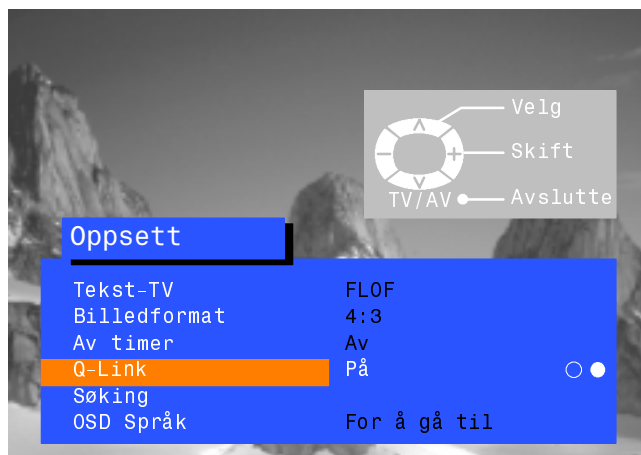 Velg
Skift
TV/AV Avslutte
Oppsett
Tekst-TV FLOF
Billedformat 4:3
Av timer Av
Q-Link På
Søking
OSD Språk For å gå til